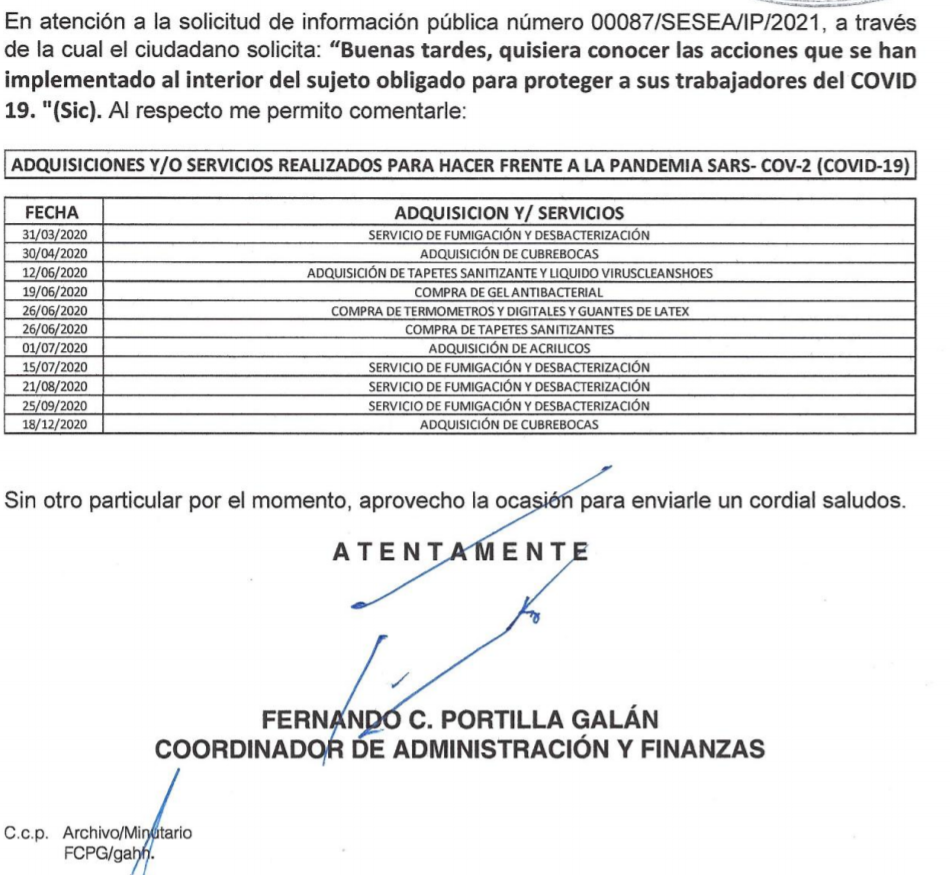 En atención a la solicitud de información pública número 00087/SESEA/IP/2021, a través
de la cual el ciudadano solicita: “Buenas tardes, quisiera conocer las acciones que se han
implementado al interior del sujeto obligado para proteger a sus trabajadores del COVID
19. "(Sic). Al respecto me permito comentarle:
ADQUISICIONES Y/O SERVICIOS REALIZADOS PARA HACER FRENTE A LA PANDEMIA SARS- COV-2 (COVID-19)
FECHA ADQUISICION Y/ SERVICIOS
31/03/2020 SERVICIO DE FUMIGACIÓN Y DESBACTERIZACIÓN
30/04/2020 ADQUISICIÓN DE CUBREBOCAS
12/06/2020 ADQUISICIÓN DE TAPETES SANITIZANTE Y LIQUIDO VIRUSCLEANSHOES
19/06/2020 COMPRA DE GEL ANTIBACTERIAL
26/06/2020 COMPRA DE TERMOMETROS Y DIGITALES Y GUANTES DE LATEX
26/06/2020 COMPRA DE TAPETES SANITIZANTES
01/07/2020 ADQUISICIÓN DE ACRILICOS
15/07/2020 SERVICIO DE FUMIGACIÓN Y DESBACTERIZACIÓN
21/08/2020 SERVICIO DE FUMIGACIÓN Y DESBACTERIZACIÓN
25/09/2020 SERVICIO DE FUMIGACIÓN Y DESBACTERIZACIÓN
18/12/2020 ADQUISICIÓN DE CUBREBOCAS
Sin otro particular por el momento, aprovecho la ocasión para enviarle un cordial saludos.
A T E N T A M E N T E
FERNANDO C. PORTILLA GALÁN
COORDINADOR DE ADMINISTRACIÓN Y FINANZAS
C.c.p. Archivo/Minutario
FCPG/gahh.